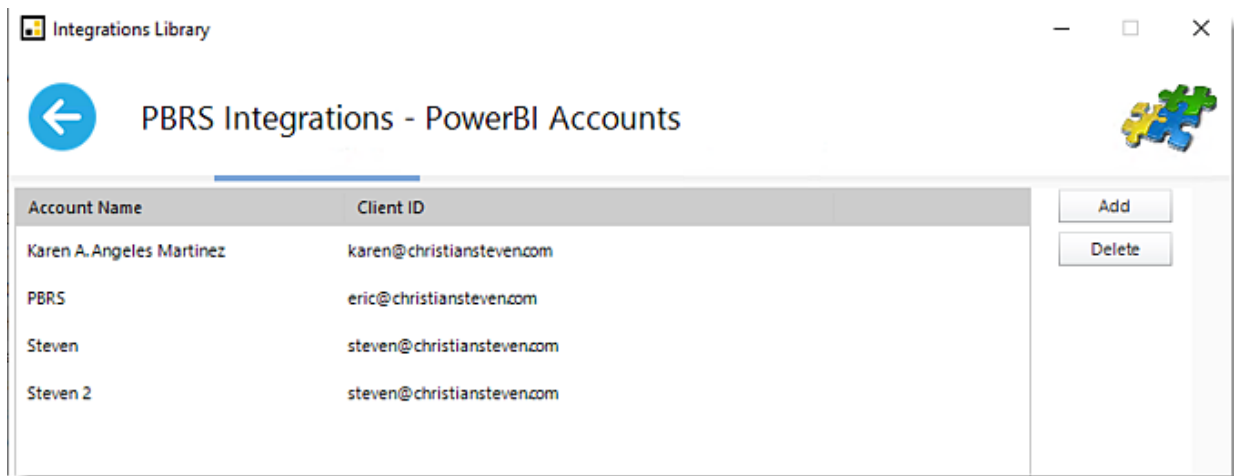 Integrations Library
PBRS Integrations - PowerBI Accounts
Account Name Client ID
Add
Delete
Karen A. Angeles Martinez karen@christiansteven.com
PBRS eric@christiansteven.com
Steven steven@christiansteven.com
Steven 2 steven@christiansteven.com